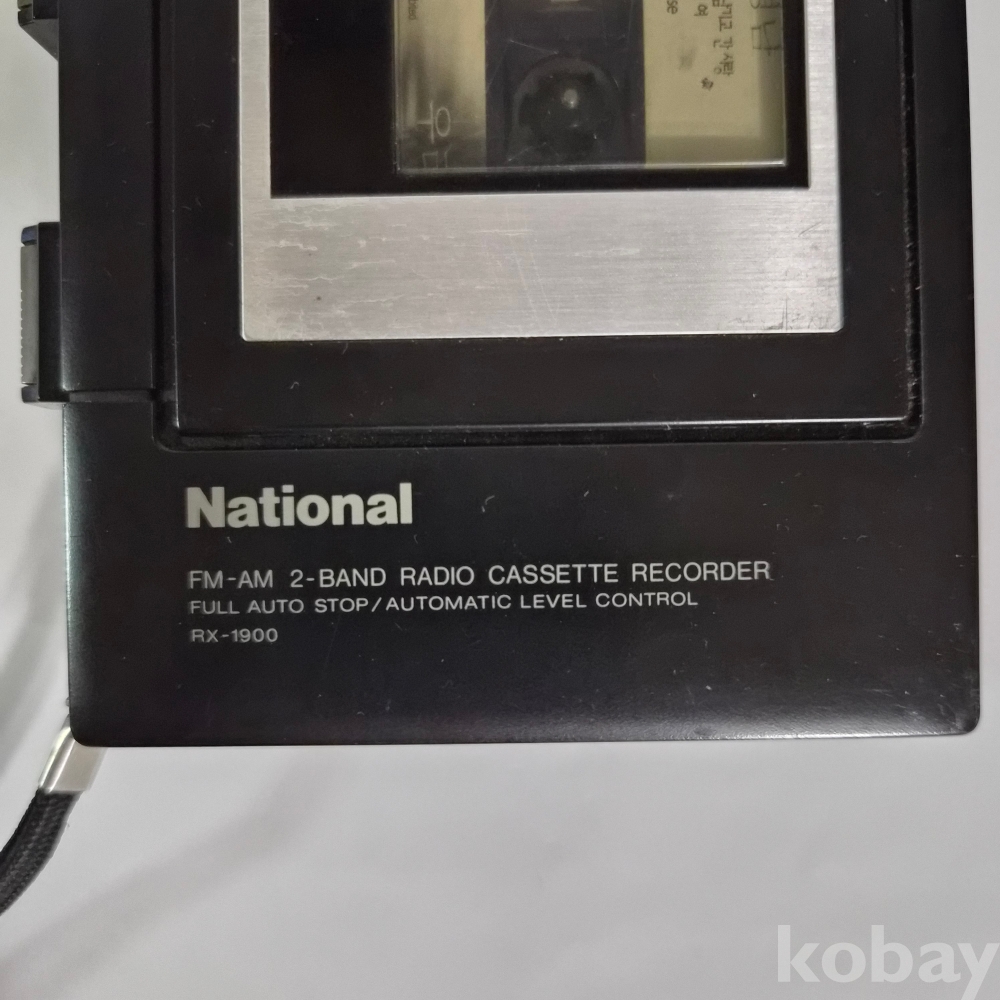 National
FM-AM 2-BAND RADIO CASSETTE RECORDER
FULL AUTO STOP/AUTOMATIC LEVEL CONTROL
RX-1900
kobay